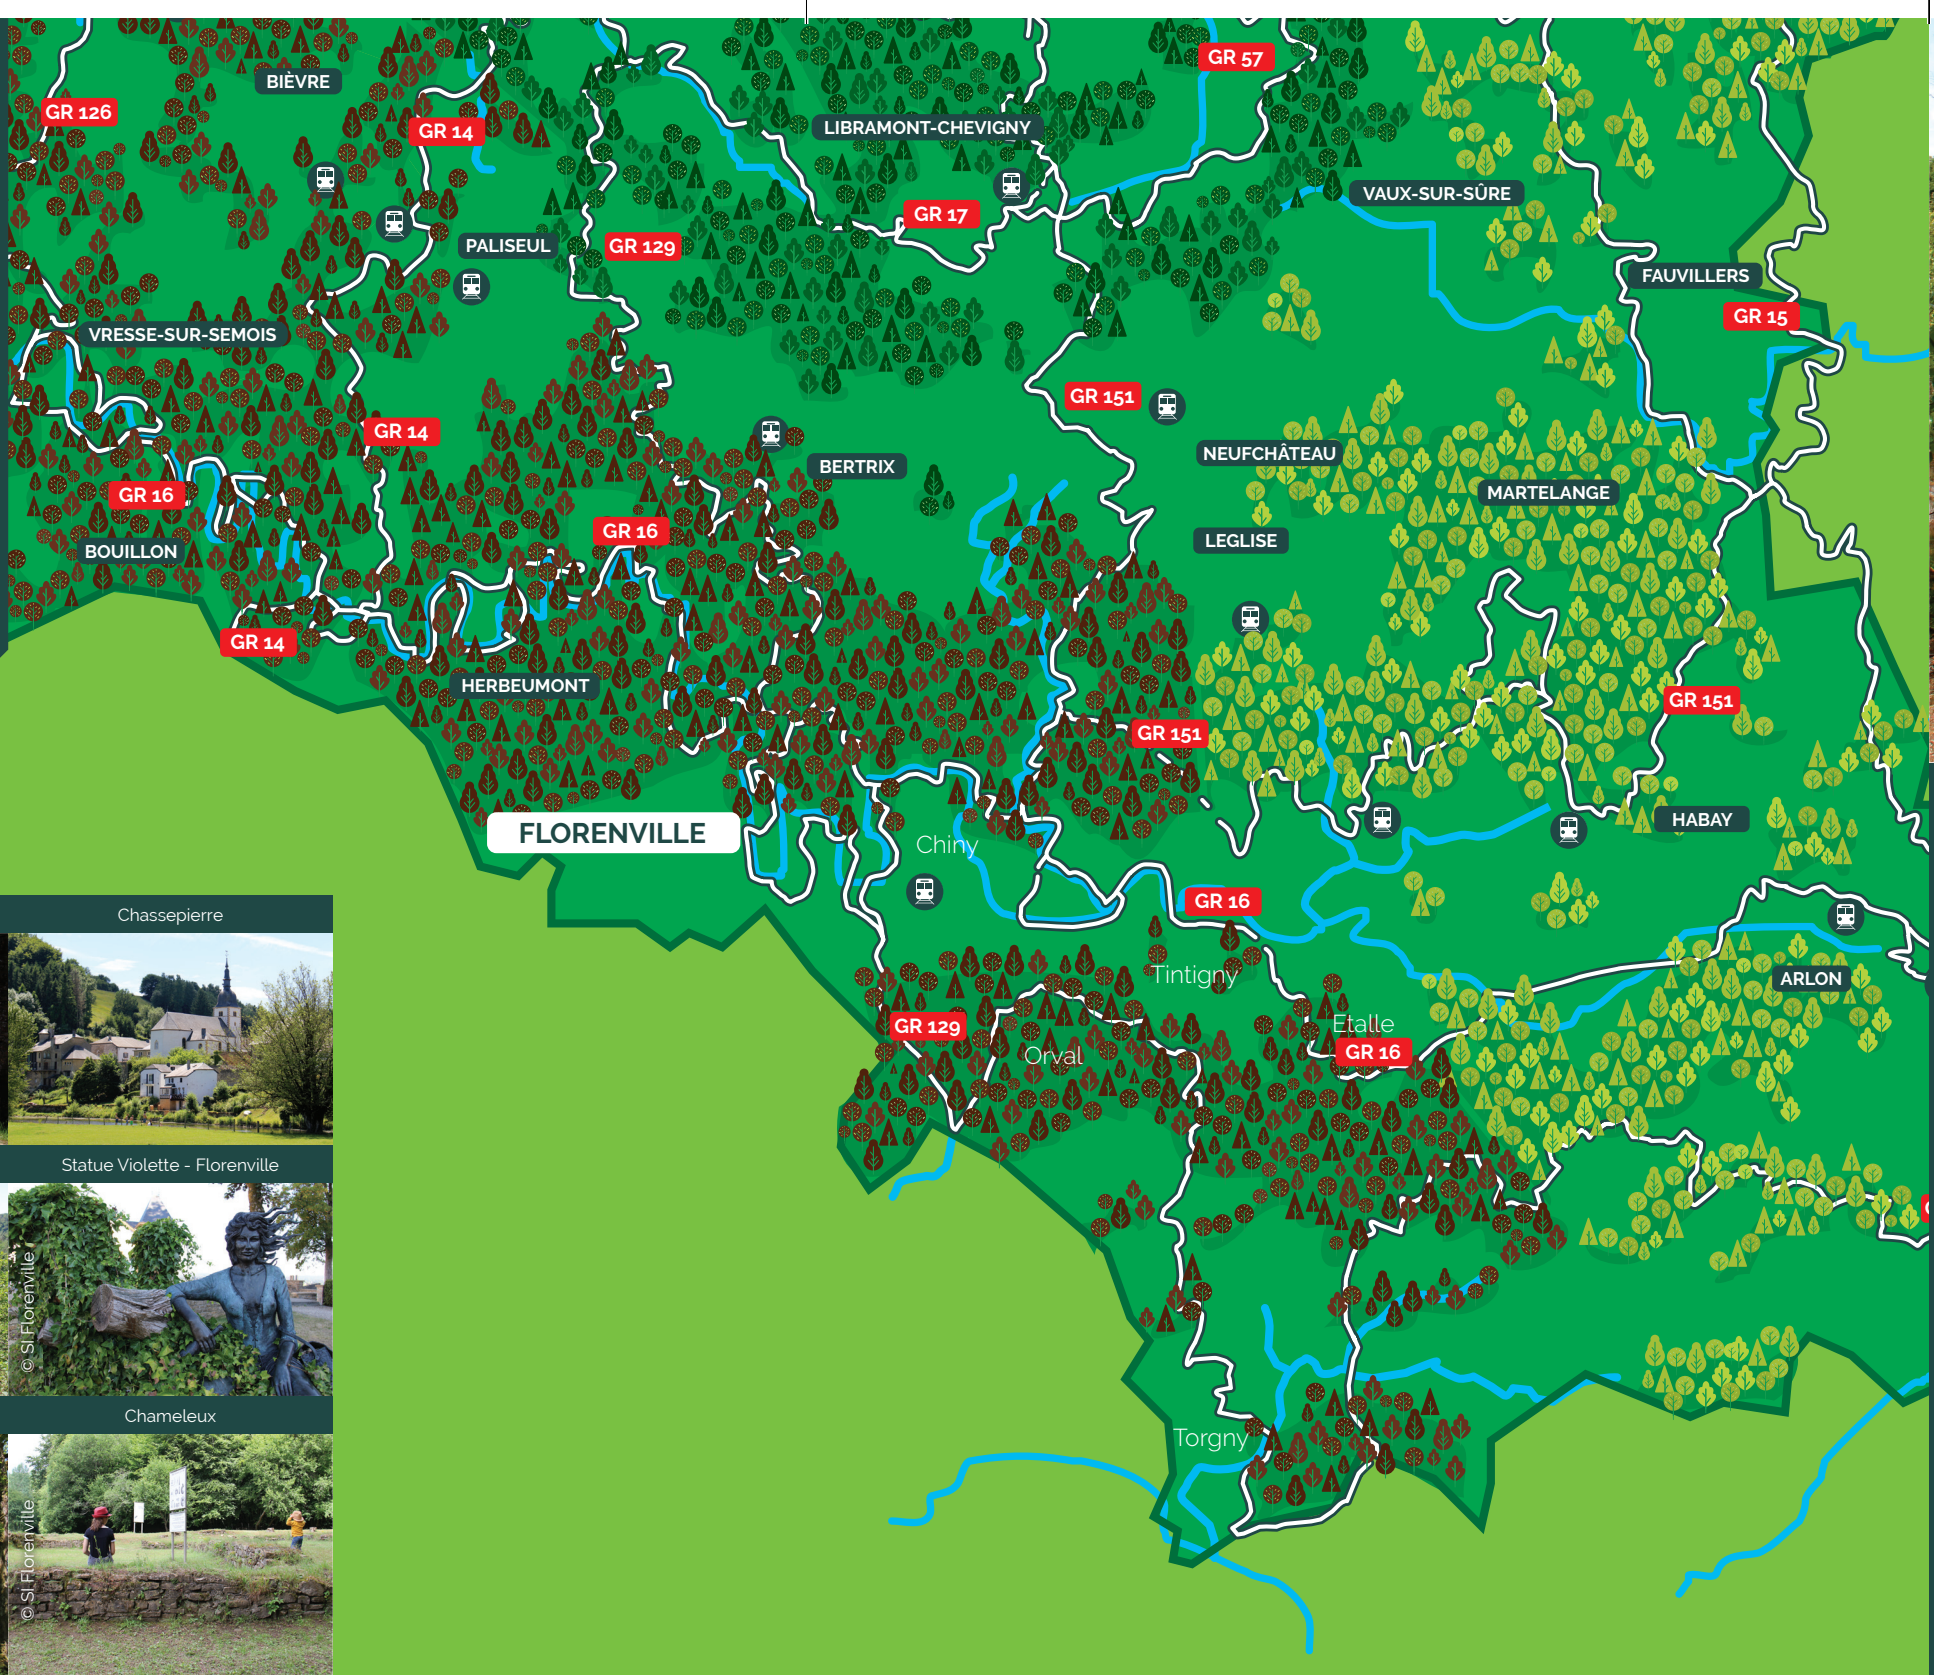 GR 57
BIÈVRE
GR 126
GR 14
LIBRAMONT-CHEVIGNY
VAUX-SUR-SÛRE
GR 17
PALISEUL
GR 129
FAUVILLERS
GR 15
VRESSE-SUR-SEMOIS
GR 151
GR 14
NEUFCHÂTEAU
BERTRIX
MARTELANGE
GR 16
GR 16
LEGLISE
BOUILLON
GR 14
HERBEUMONT
GR 151
GR 151
HABAY
FLORENVILLE
Chiny
GR 16
Chassepierre
Tintigny
ARLON
Etalle
GR 129
GR 16
Orval
Statue Violette - Florenville
© SI Florenville
Chameleux
Torgny
© SI Florenville